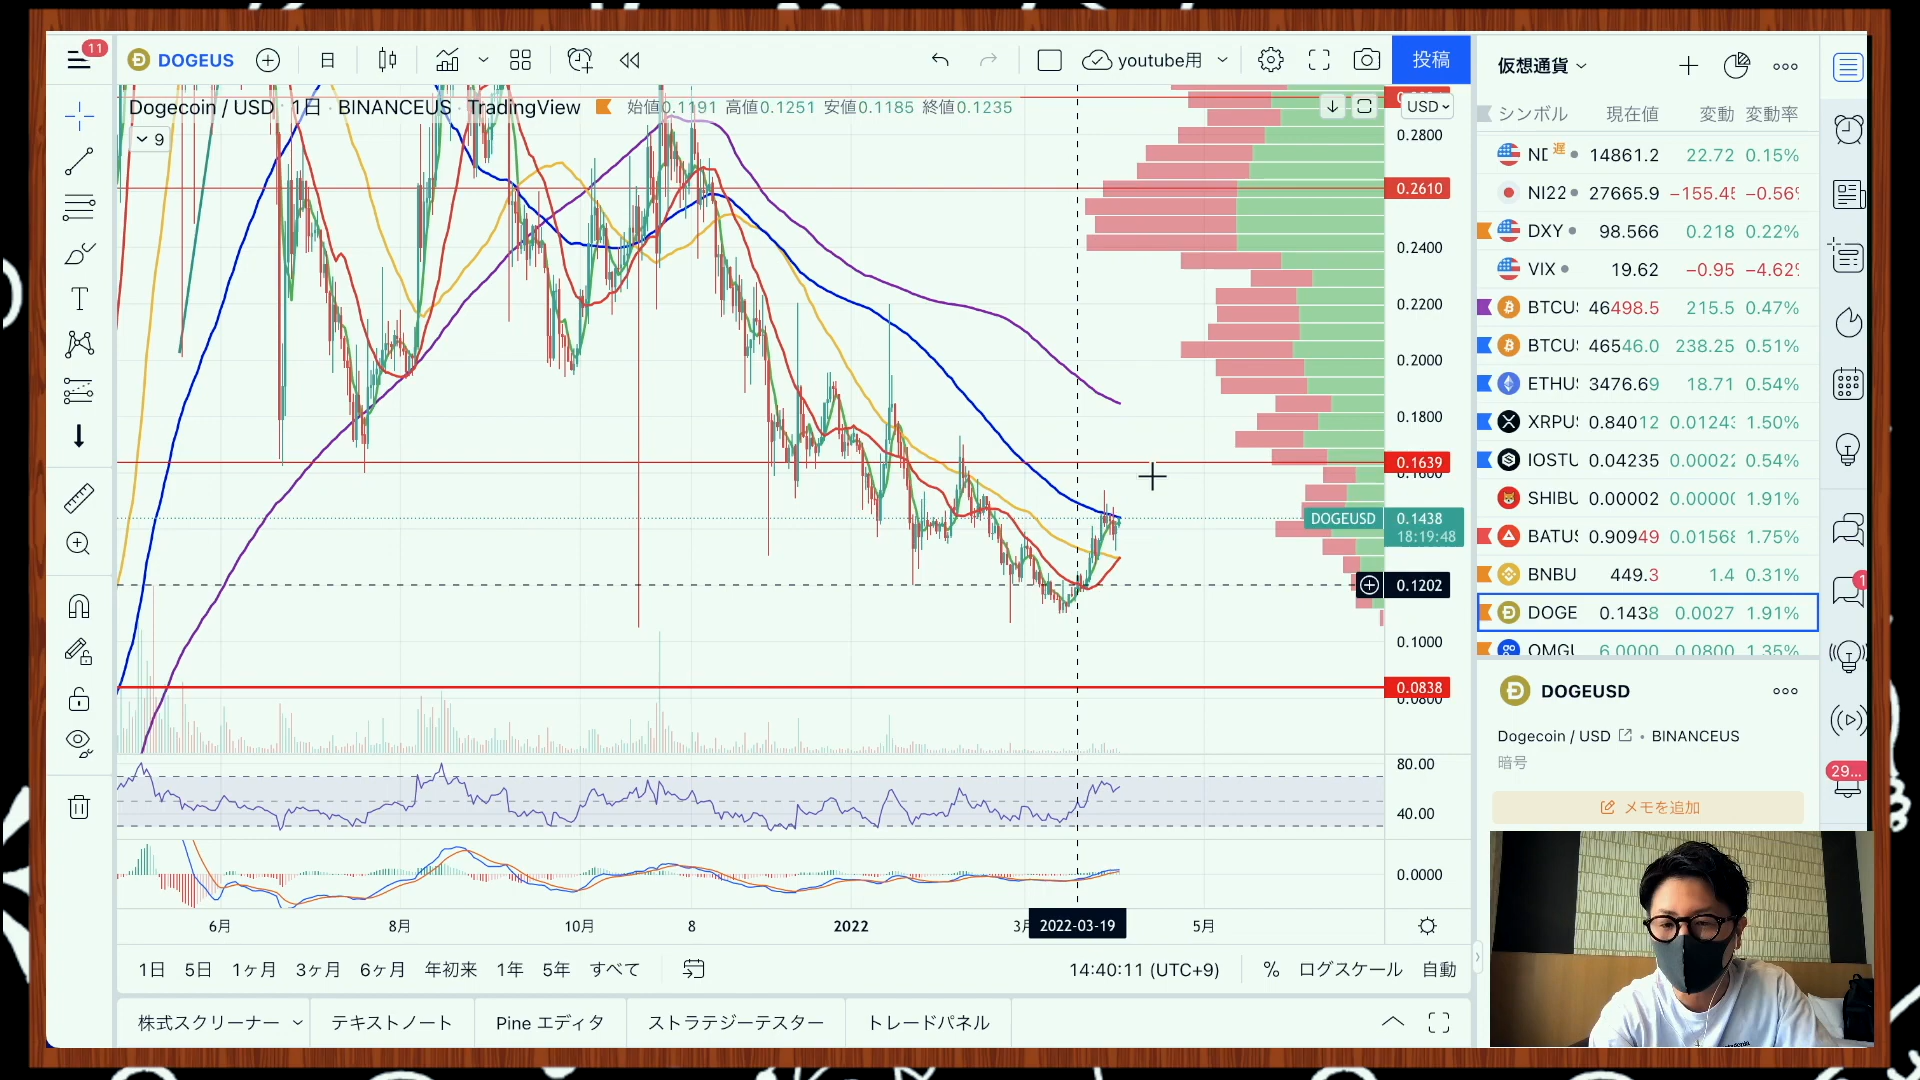 11
DOGEUS
日
youtube用
投稿
Dogecoin / USD · 1日 · BINANCEUS · TradingView
始値0.1191 高値0.1251 安値0.1185 終値0.1235
9
USD
0.2800
0.2610
0.2400
0.2200
0.2000
0.1800
0.1639
DOGEUSD
0.1438
18:19:48
0.1202
0.1000
0.0838
80.00
40.00
0.0000
6月
8月
10月
8
2022
2022-03-19
5月
1日
5日
1ヶ月
3ヶ月
6ヶ月
年初来
1年
5年
すべて
14:40:11 (UTC+9)
%
ログスケール
自動
株式スクリーナー
テキストノート
Pine エディタ
ストラテジーテスター
トレードパネル
仮想通貨
シンボル 現在値 変動 変動率
遅 14861.2 22.72 0.15%
NI22 27665.9
DXY 98.566 0.218 0.22%
VIX 19.62 −0.95
46498.5 215.5 0.47%
46546.0 238.25 0.51%
3476.69 18.71 0.54%
0.84012 1.50%
0.04235 0.54%
0.00002 1.91%
0.90949 1.75%
BNBU 449.3 1.4 0.31%
DOGE 0.1438 0.0027 1.91%
6.0000 0.0800 1.35%
DOGEUSD
Dogecoin / USD • BINANCEUS
暗号
メモを追加
1
29...